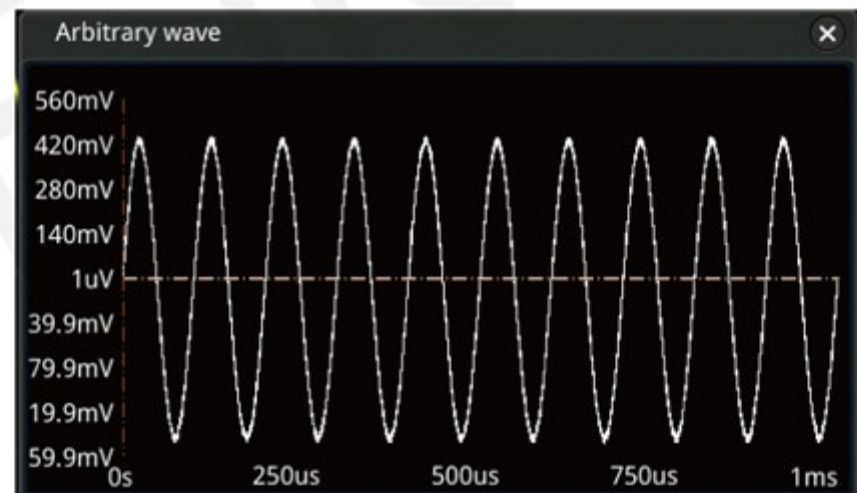 Arbitrary wave
560mV
420mV
280mV
140mV
1uV
39.9mV
79.9mV
19.9mV
59.9mV
0s 250us 500us 750us 1ms